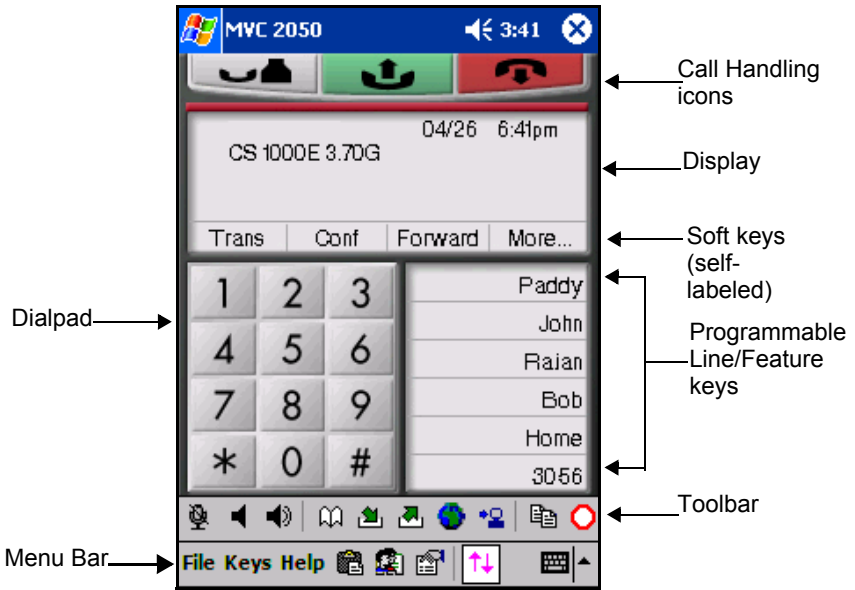 MVC 2050 3:41
Call Handling
icons
04/26 6:41pm
CS 1000E 3.70G
Display
Trans Conf Forward More...
Soft keys
(self-
labeled)
Dialpad
1 2 3
4 5 6
7 8 9
* 0 #
Paddy
John
Raian
Bob
Home
3056
Programmable
Line/Feature
keys
Toolbar
Menu Bar
File Keys Help